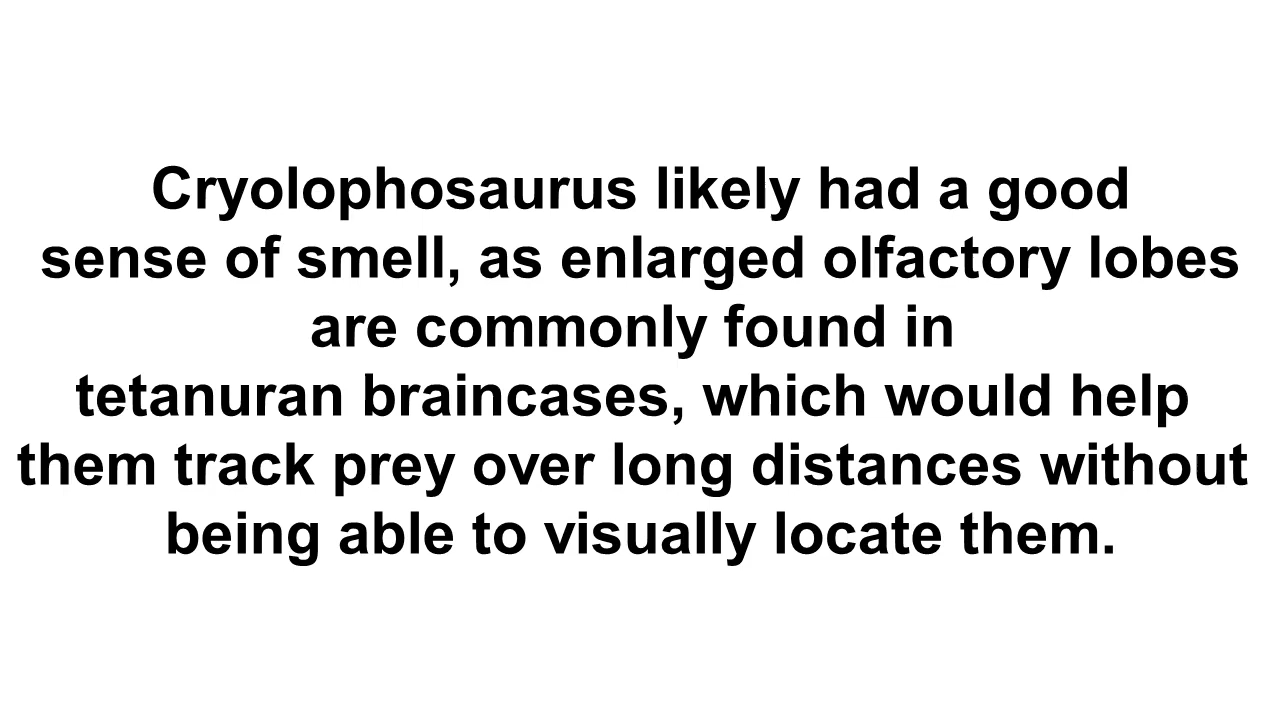 Cryolophosaurus likely had a good
sense of smell, as enlarged olfactory lobes
are commonly found in
tetanuran braincases, which would help
them track prey over long distances without
being able to visually locate them.